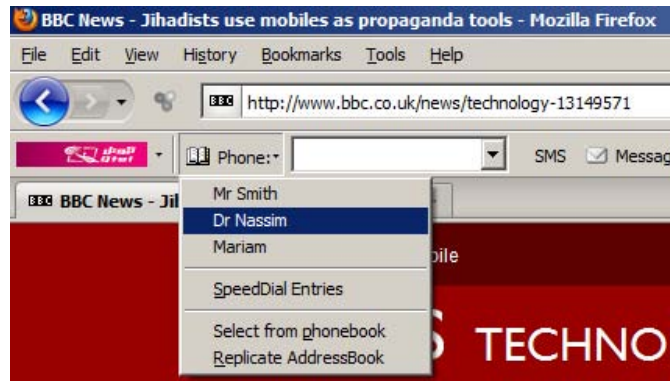 BBC News - Jihadists use mobiles as propaganda tools - Mozilla Firefox
File Edit View History Bookmarks Tools Help
BBC http://www.bbc.co.uk/news/technology-13149571
Phone: SMS Messag
BBC BBC News - Jil
Mr Smith
Dr Nassim
Mariam
SpeedDial Entries
Select from phonebook
Replicate AddressBook
bile
S TECHNO